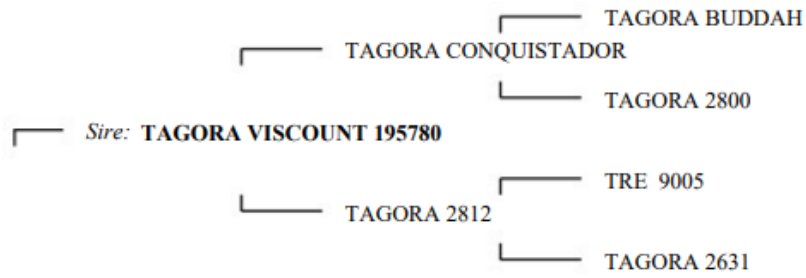 TAGORA BUDDAH
TAGORA CONQUISTADOR
TAGORA 2800
Sire: TAGORA VISCOUNT 195780
TRE 9005
TAGORA 2812
TAGORA 2631